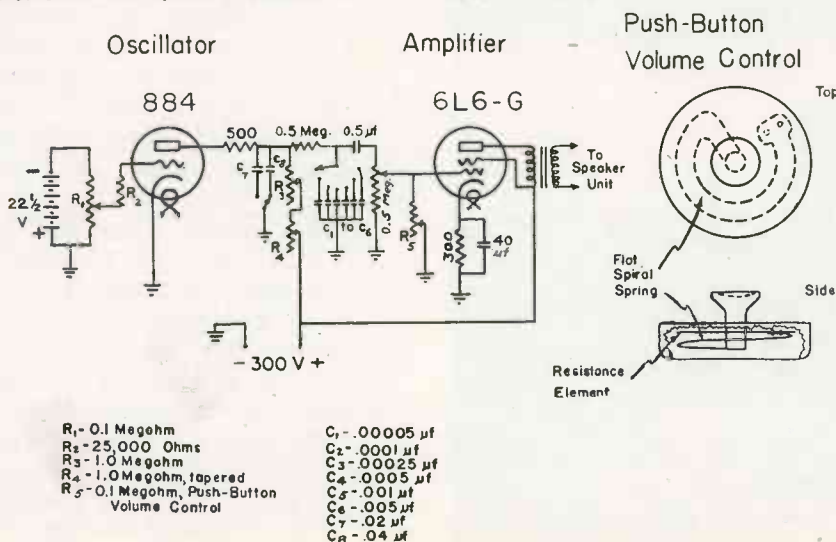 Oscillator
884
Amplifier
6L6-G
Push-Button
Volume Control
Top
Side
Flat
Spiral
Spring
Resistance
Element
22½
V
−
+
R₁
R₂
500
C₇
C₈
R₃
R₄
0.5 Meg.
C₁ to C₆
0.5 µf
0.5 Meg.
R₅
300
40
µf
To
Speaker
Unit
- 300 V +
R₁-0.1 Megohm
R₂-25,000 Ohms
R₃-1.0 Megohm
R₄-1.0 Megohm, tapered
R₅-0.1 Megohm, Push-Button
Volume Control
C₁-.00005 µf
C₂-.0001 µf
C₃-.00025 µf
C₄-.0005 µf
C₅-.001 µf
C₆-.005 µf
C₇-.02 µf
C₈-.04 µf